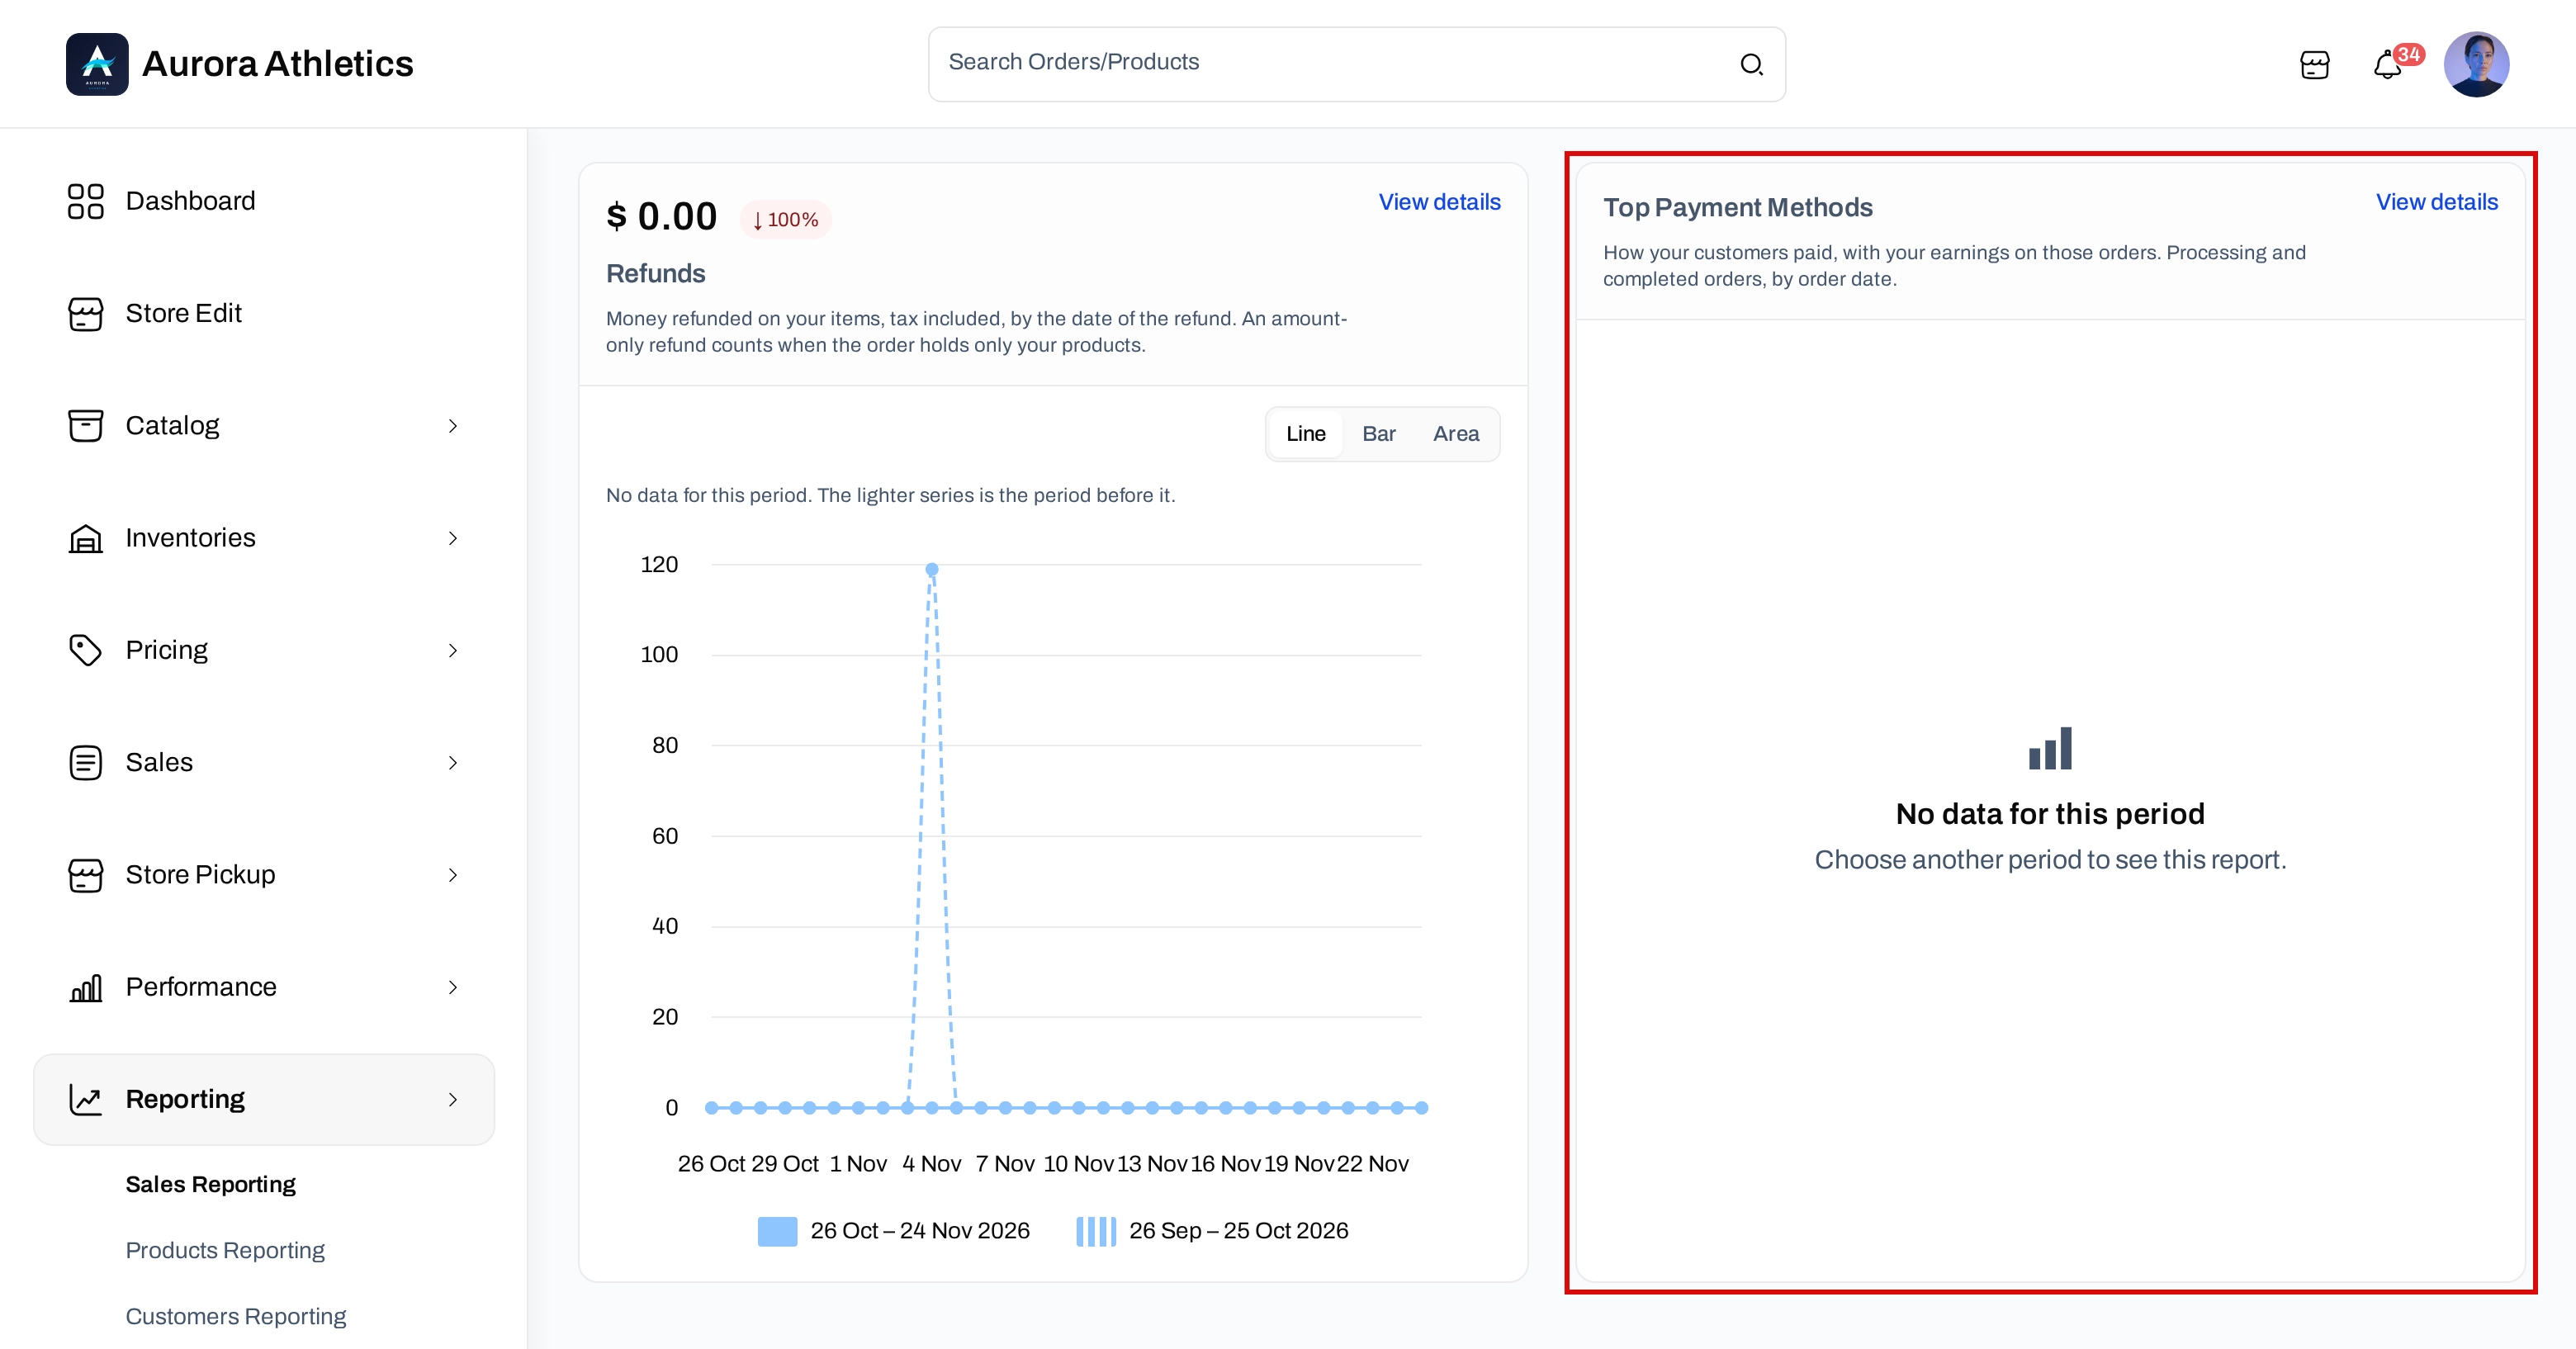 AURORA
Aurora Athletics
Search Orders/Products
34
Dashboard
Store Edit
Catalog
Inventories
Pricing
Sales
Store Pickup
Performance
Reporting
Sales Reporting
Products Reporting
Customers Reporting
$ 0.00
↓ 100%
View details
Refunds
Money refunded on your items, tax included, by the date of the refund. An amount-
only refund counts when the order holds only your products.
Line Bar Area
No data for this period. The lighter series is the period before it.
120
100
80
60
40
20
0
26 Oct 29 Oct 1 Nov 4 Nov 7 Nov 10 Nov 13 Nov 16 Nov 19 Nov 22 Nov
26 Oct – 24 Nov 2026 26 Sep – 25 Oct 2026
Top Payment Methods
View details
How your customers paid, with your earnings on those orders. Processing and
completed orders, by order date.
No data for this period
Choose another period to see this report.